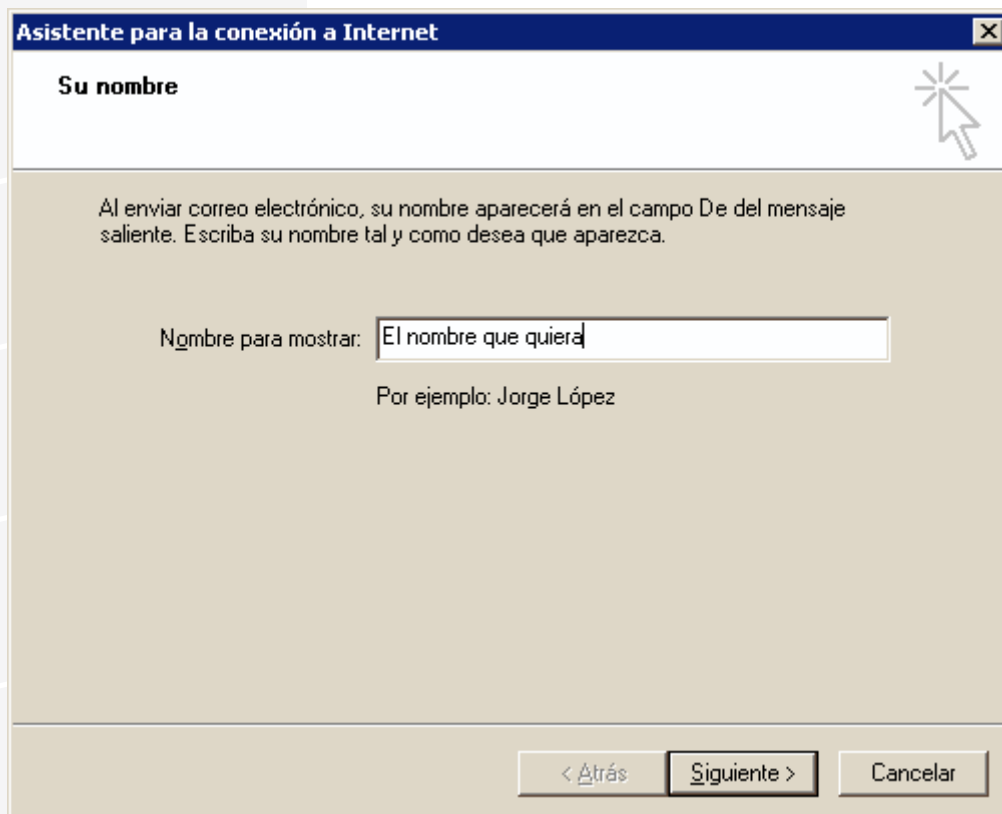 Asistente para la conexión a Internet
Su nombre
Al enviar correo electrónico, su nombre aparecerá en el campo De del mensaje
saliente. Escriba su nombre tal y como desea que aparezca.
Nombre para mostrar: El nombre que quiera
Por ejemplo: Jorge López
< Atrás Siguiente > Cancelar